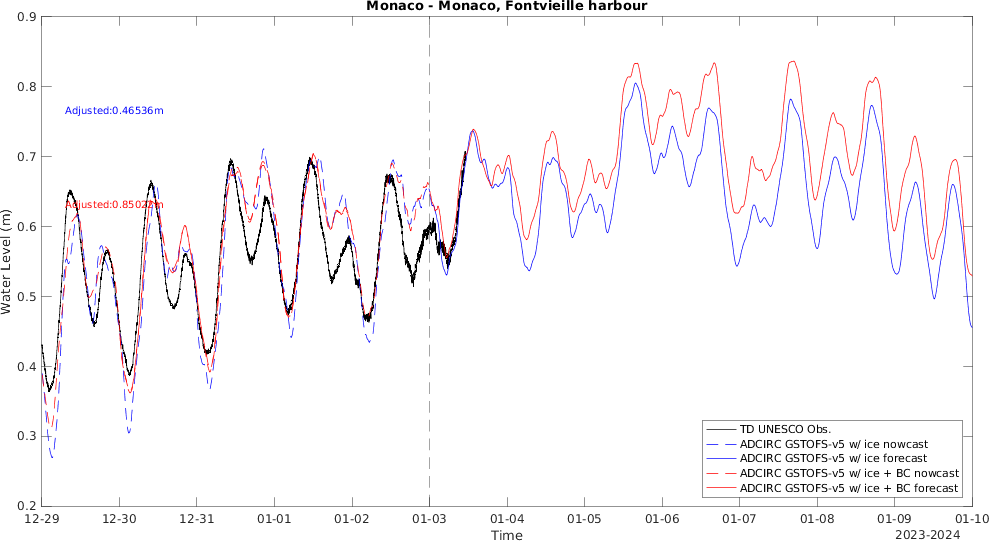 Monaco - Monaco, Fontvieille harbour
0.9
0.8
0.7
0.6
0.5
0.4
0.3
0.2
Water Level (m)
Adjusted:0.46536m
TD UNESCO Obs.
ADCIRC GSTOFS-v5 w/ ice nowcast
ADCIRC GSTOFS-v5 w/ ice forecast
ADCIRC GSTOFS-v5 w/ ice + BC nowcast
ADCIRC GSTOFS-v5 w/ ice + BC forecast
12-29 12-30 12-31 01-01 01-02 01-03 01-04 01-05 01-06 01-07 01-08 01-09 01-10
Time
2023-2024